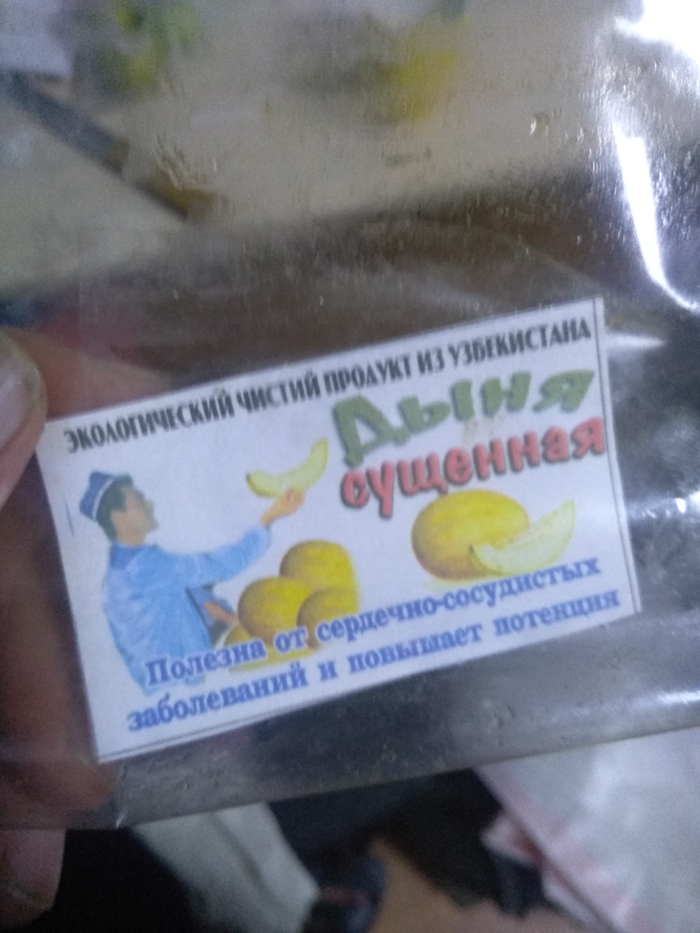 ЭКОЛОГИЧЕСКИЙ ЧИСТИЙ ПРОДУКТ ИЗ УЗБЕКИСТАНА
Дыня
сущенная
Полезна от сердечно-сосудистых
заболеваний и повышает потенция